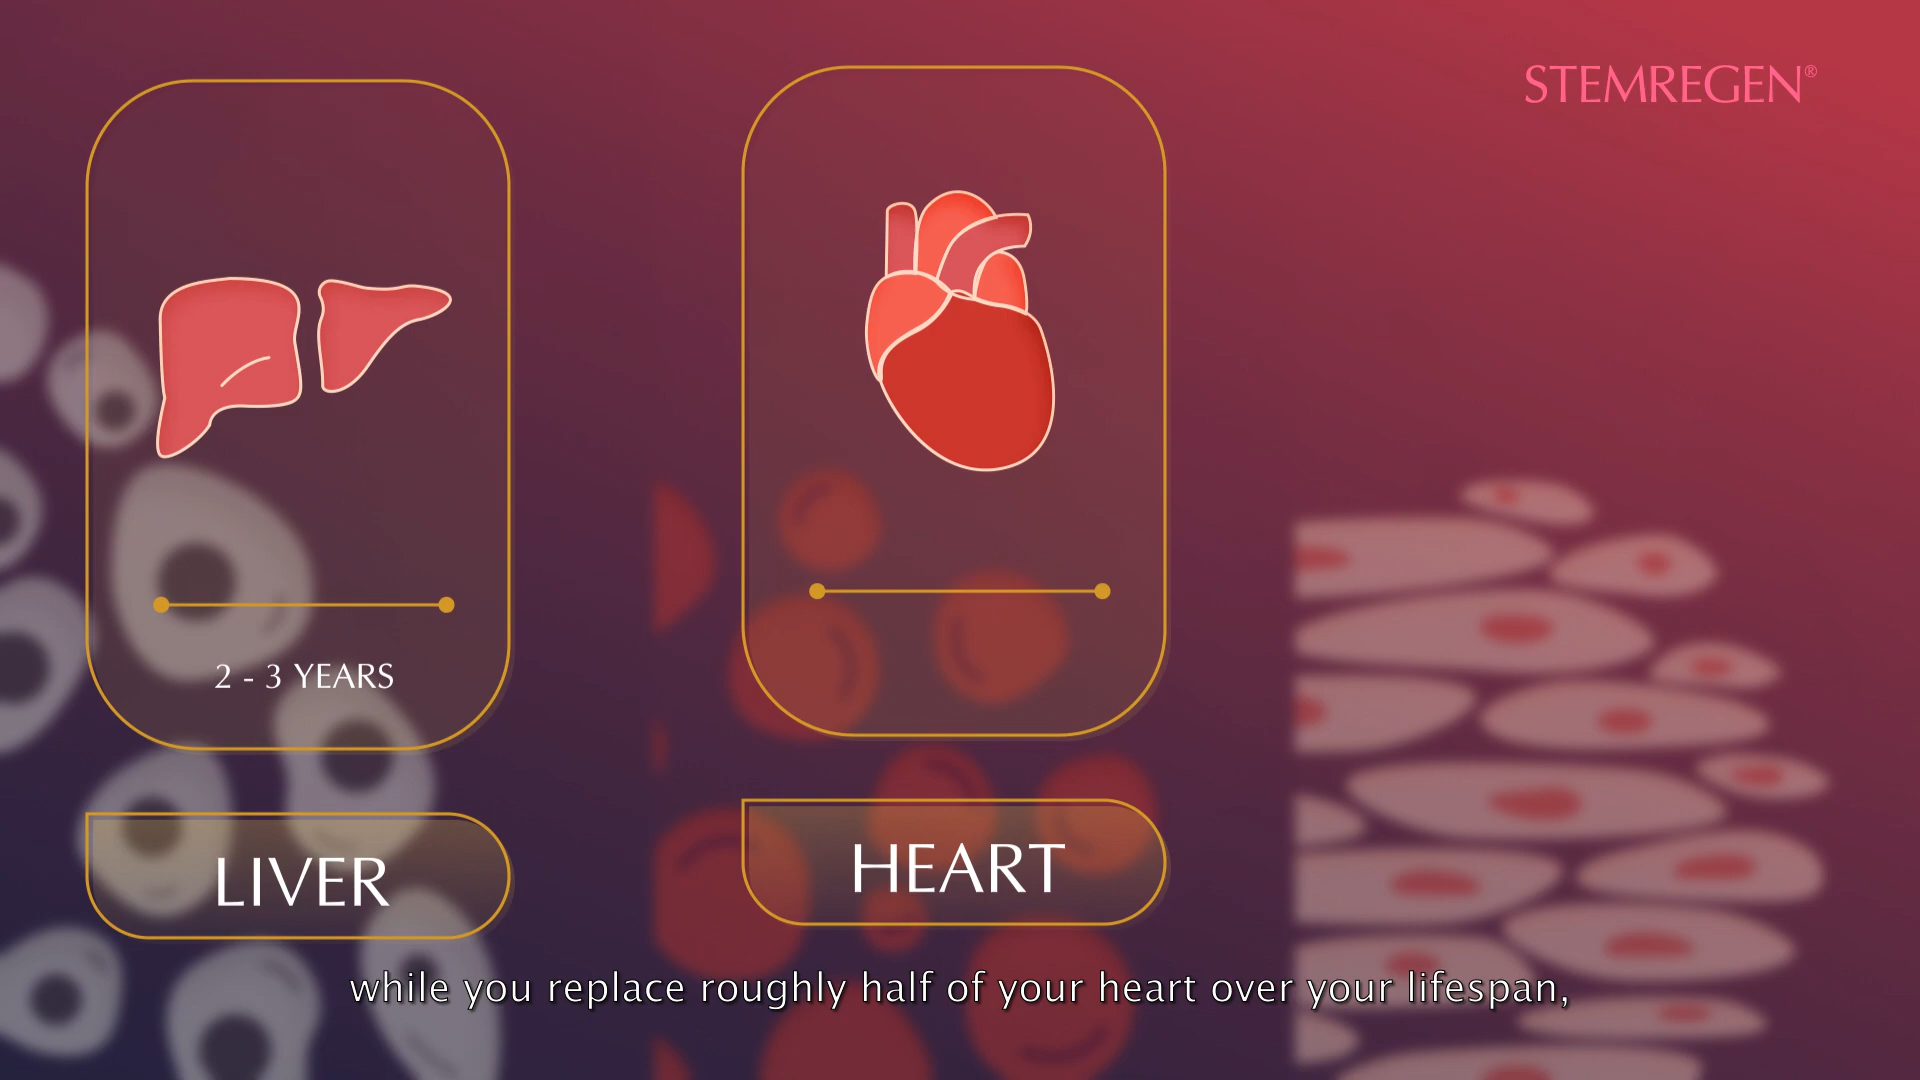 STEMREGEN®
2 - 3 YEARS
LIVER
HEART
while you replace roughly half of your heart over your lifespan,